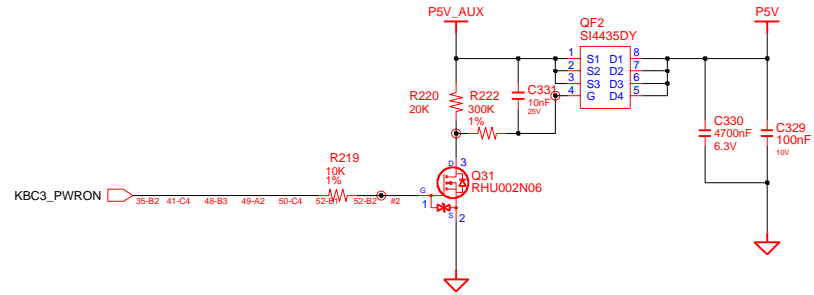 P5V_AUX
QF2
SI4435DY
P5V
1 S1 D1 8
2 S2 D2 7
3 S3 D3 6
4 G D4 5
R220
20K
R222
300K
1%
C331
10nF
25V
C330
4700nF
6.3V
C329
100nF
10V
R219
10K
1%
D 3
Q31
RHU002N06
G
1
S
2
KBC3_PWRON
35-B2 41-C4 48-B3 49-A2 50-C4 52-B1 52-B2 #2